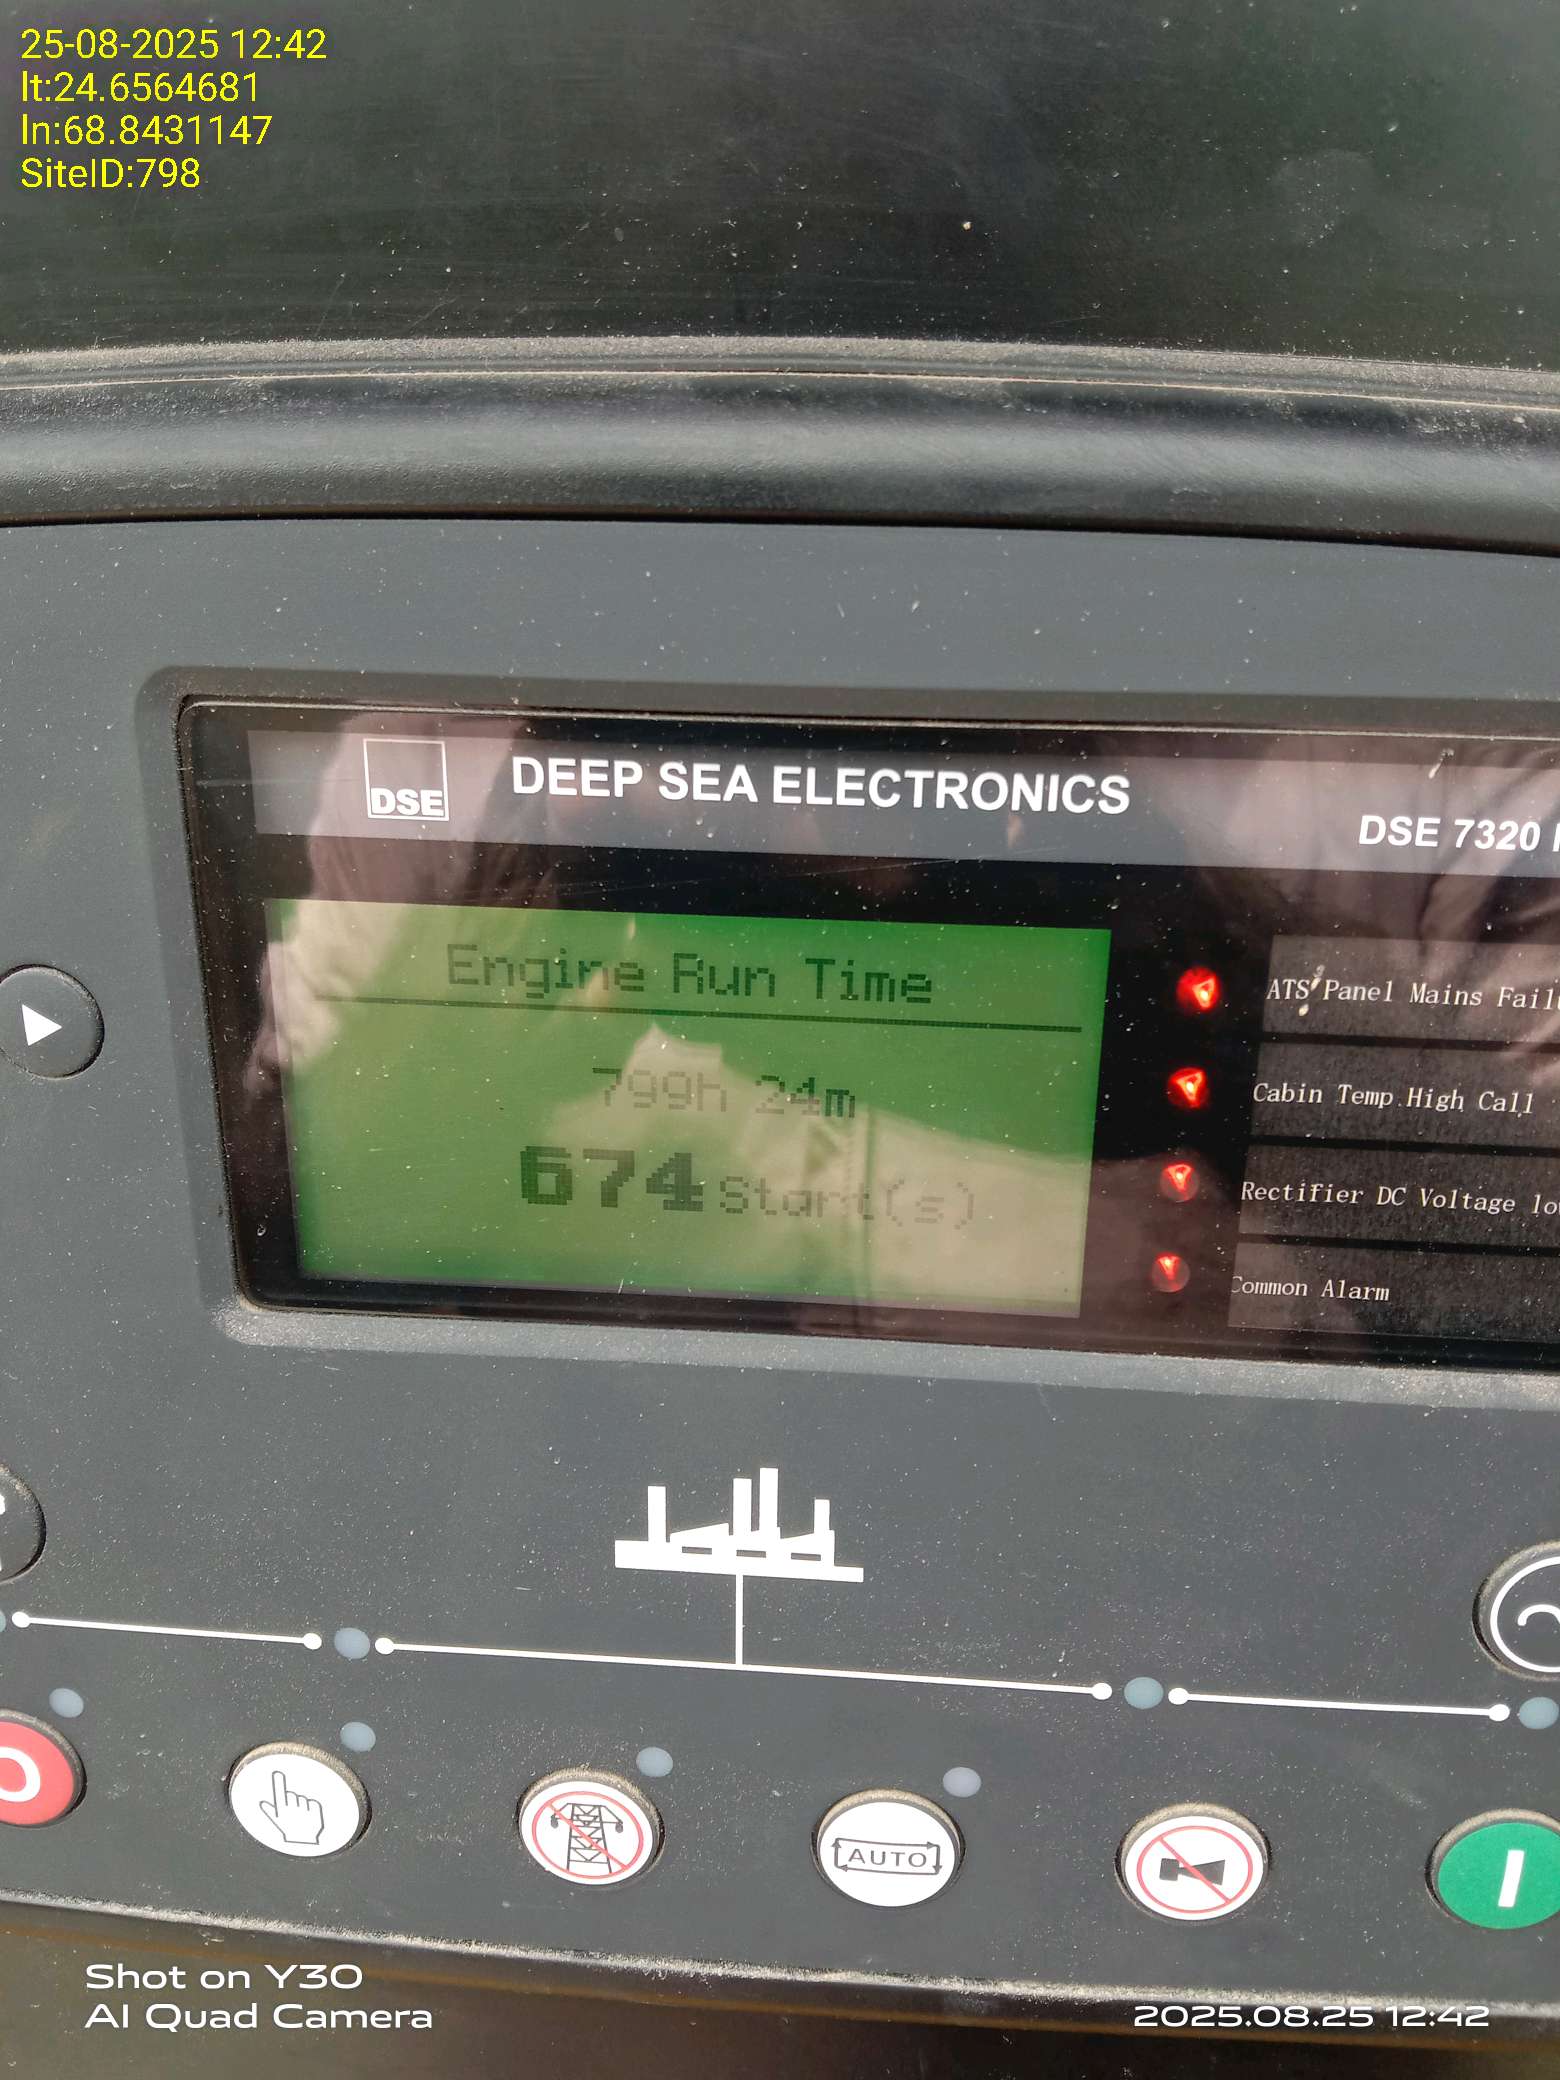 25-08-2025 12:42
lt:24.6564681
ln:68.8431147
SiteID:798
DSE
DEEP SEA ELECTRONICS
DSE 7320
Engine Run Time
799h 24m
674 Start(s)
ATS Panel Mains Fail
Cabin Temp.High Call
Rectifier DC Voltage lo
Common Alarm
AUTO
Shot on Y30
AI Quad Camera
2025.08.25 12:42